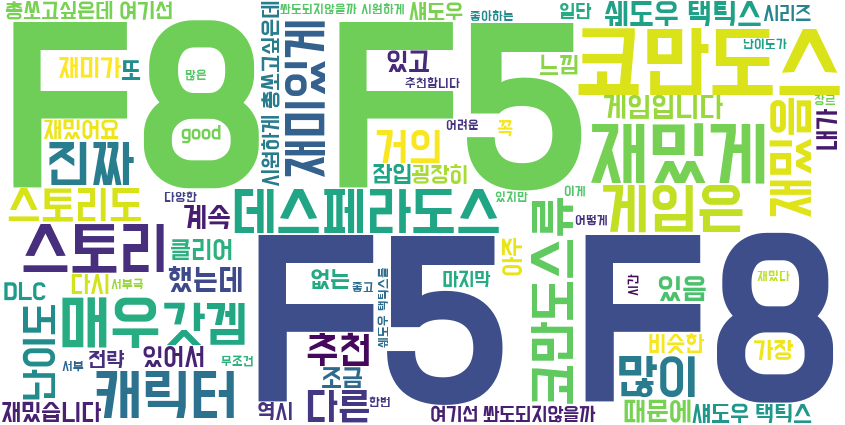 총쏘고싶은데 여기선
쏴도되지않을까 시원하게
섀도우
좋아하는
일단
쉐도우 택틱스
시리즈
F8 F5
재미가
또
많은
재밌어요
good
진짜
시원하게 총쏘고싶은데
재미있게
있고
추천합니다
느낌
코만도스
난이도가
게임입니다
장르
내가
재밌음
어려운
꼭
거의
재밌게
잠입
굉장히
스토리도
다양한
계속
데스페라도스
있지만
이게
어떻게
게임은
스토리
클리어
F5 F8
코만도스류
와
없는
좋고
쉐도우 택틱스를
마지막
시간
있음
재밌다
DLC
다시
서부극
했는데
난이도
매우
갓겜
서부
전략
있어서
무조건
추천
조금
비슷한
가장
캐릭터
많이
재밌습니다
역시
다른
한번
여기선 쏴도되지않을까
때문에
섀도우 택틱스